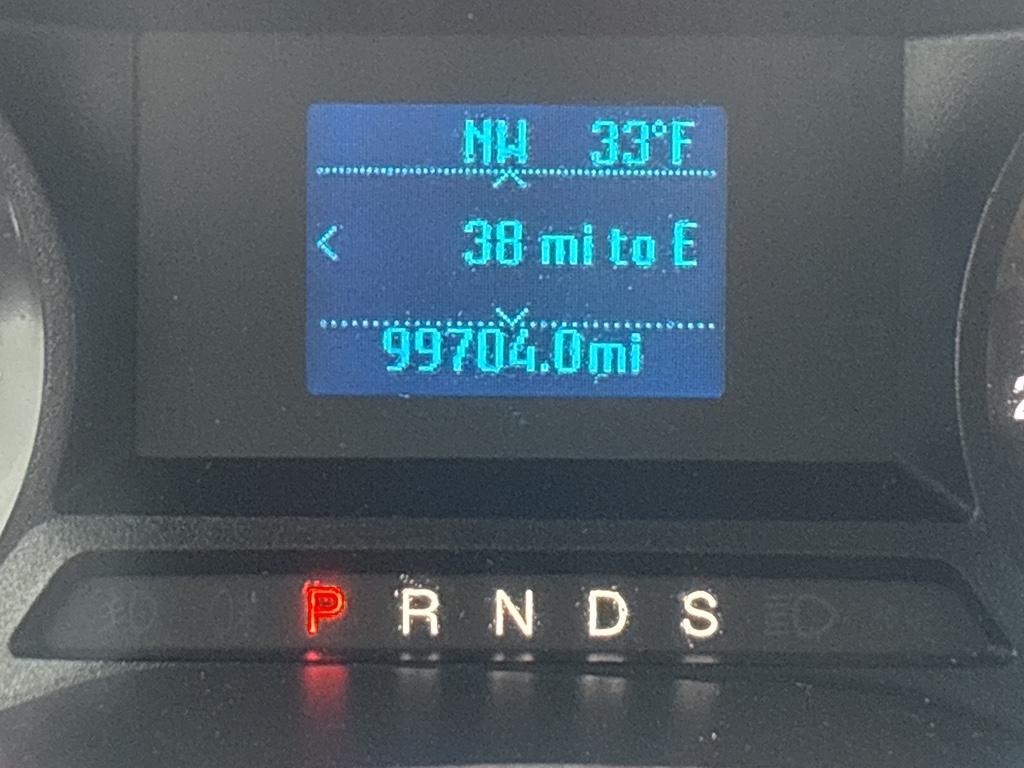 NW 33°F
38 mi to E
99704.0mi
P R N D S